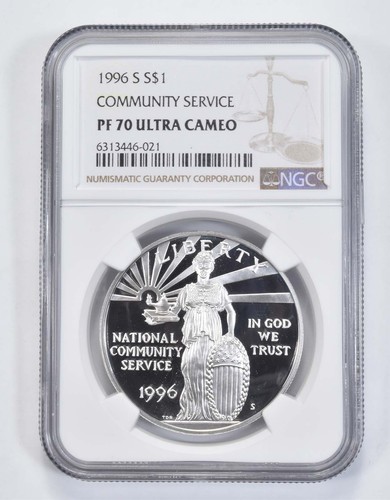 1996 S S$1
COMMUNITY SERVICE
PF 70 ULTRA CAMEO
6313446-021
NUMISMATIC GUARANTY CORPORATION
NGC
LIBERTY
NATIONAL
COMMUNITY
SERVICE
1996
IN GOD
WE
TRUST
S